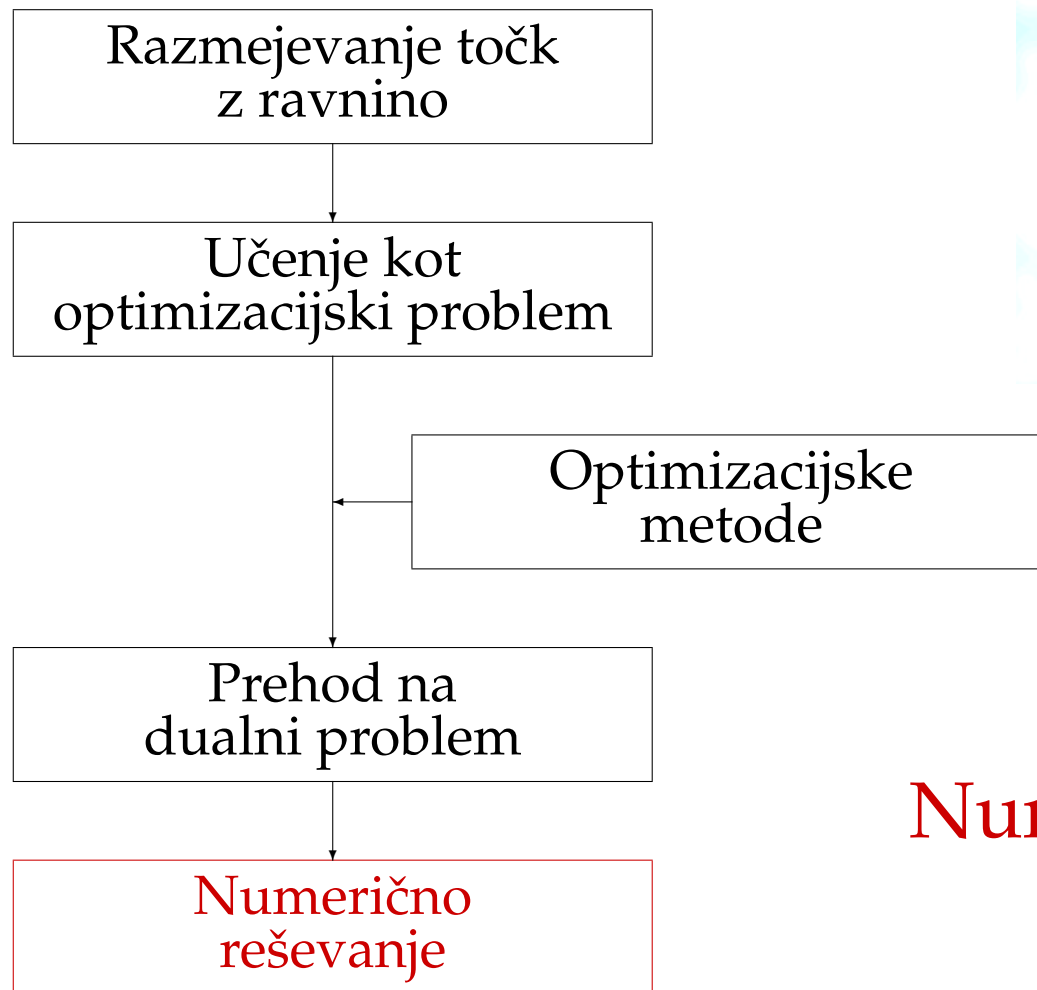 Razmejevanje točk
z ravnino
Učenje kot
optimizacijski problem
Optimizacijske
metode
Prehod na
dualni problem
Numerično
reševanje